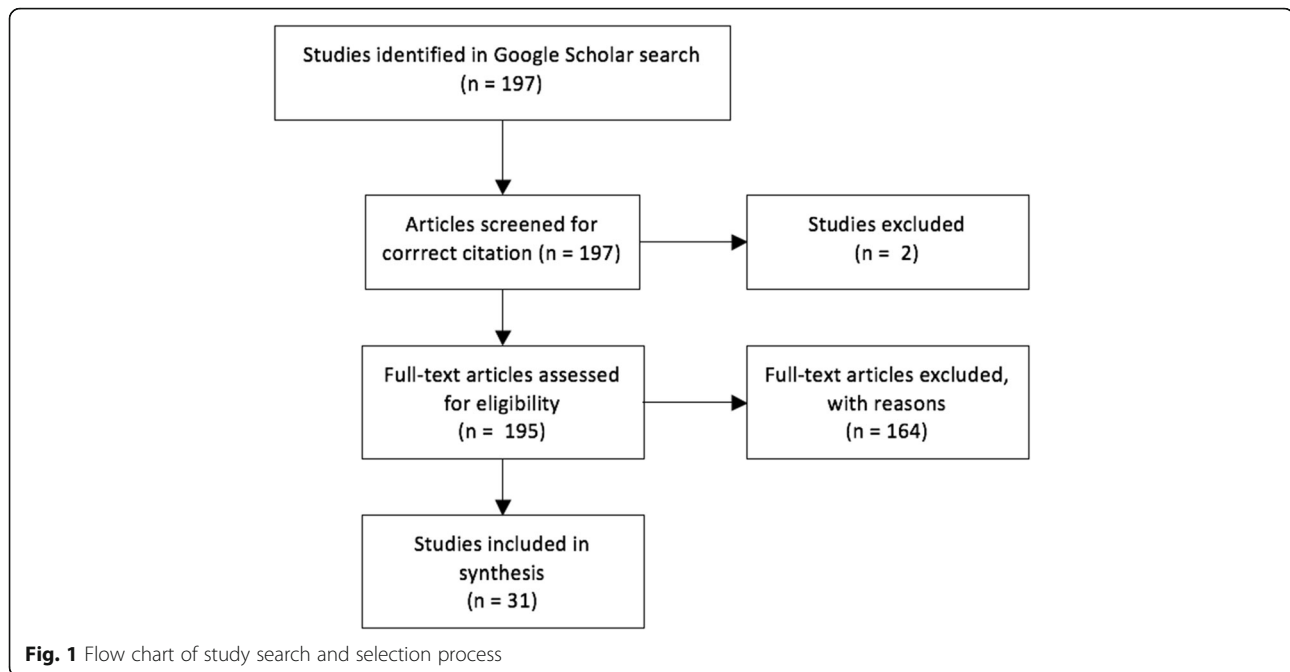 Studies identified in Google Scholar search
(n = 197)
Articles screened for
corrrect citation (n = 197)
Studies excluded
(n = 2)
Full-text articles assessed
for eligibility
(n = 195)
Full-text articles excluded,
with reasons
(n = 164)
Studies included in
synthesis
(n = 31)
Fig. 1 Flow chart of study search and selection process